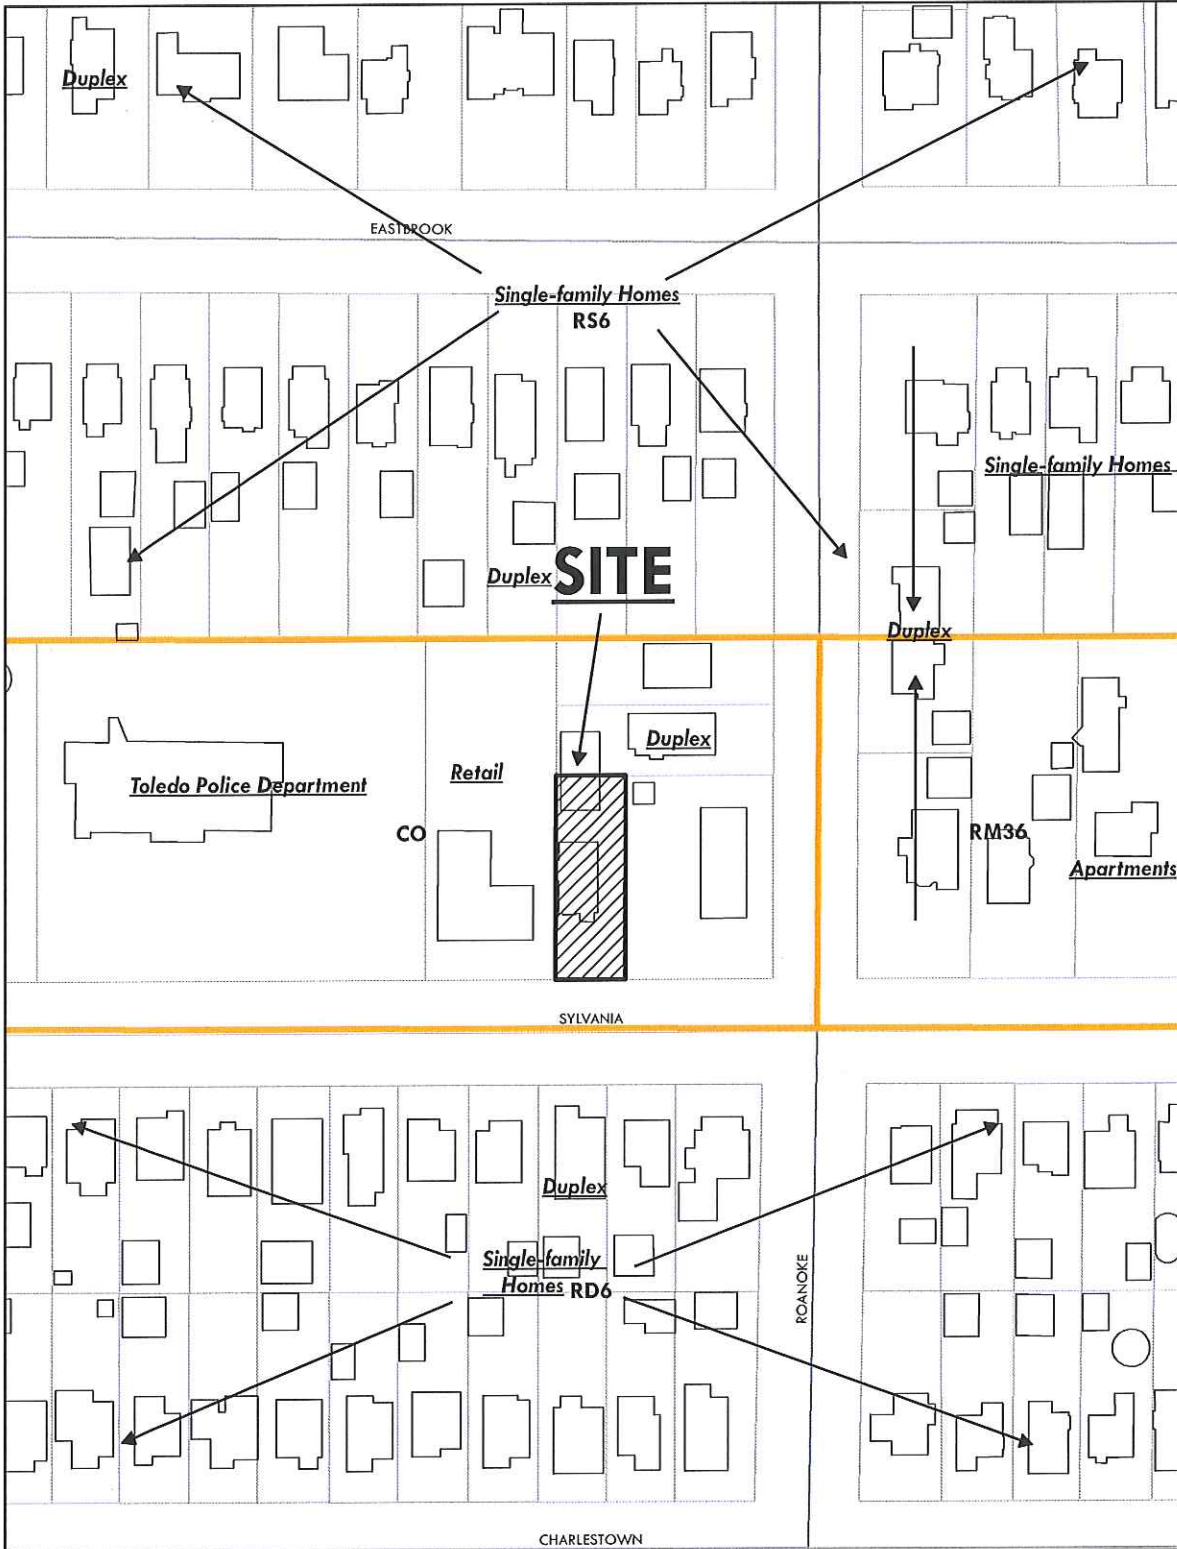 Duplex
EASTBROOK
Single-family Homes
RS6
Single-family Homes
Duplex
SITE
Duplex
Duplex
Retail
Toledo Police Department
CO
RM36
Apartments
SYLVANIA
Duplex
Single-family
Homes RD6
ROANOKE
CHARLESTOWN